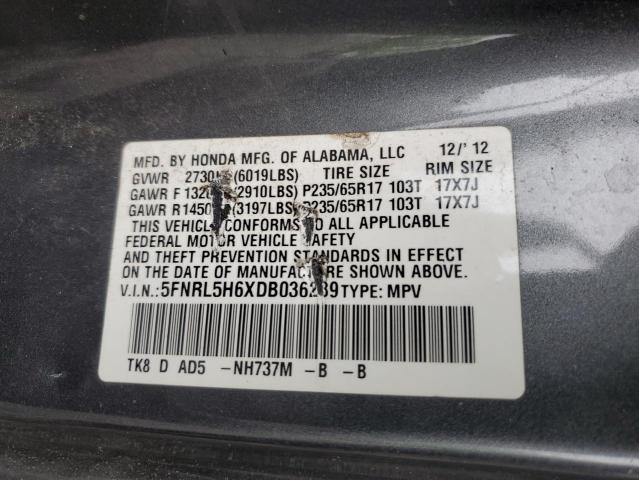 MFD. BY HONDA MFG. OF ALABAMA, LLC 12/'12
GVWR (6019LBS) TIRE SIZE RIM SIZE
GAWR F (2910LBS) P235/65R17 103T 17X7J
GAWR (3197LBS) P235/65R17 103T 17X7J
THIS VEHICLE CONFORMS TO ALL APPLICABLE
FEDERAL MOTOR VEHICLE SAFETY
AND THEFT PREVENTION STANDARDS IN EFFECT
ON THE DATE OF MANUFACTURE SHOWN ABOVE.
V.I.N.: TYPE: MPV
TK8 D AD5 -NH737M -B -B